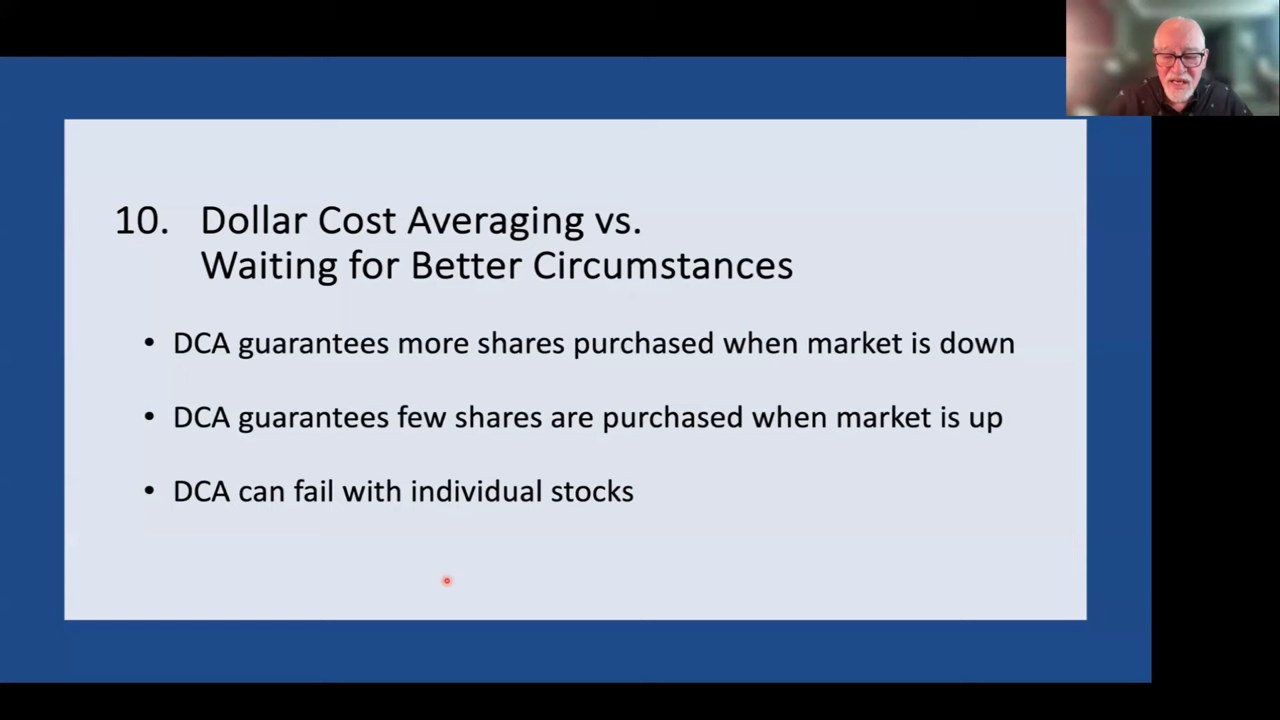 10. Dollar Cost Averaging vs.
Waiting for Better Circumstances
• DCA guarantees more shares purchased when market is down
• DCA guarantees few shares are purchased when market is up
• DCA can fail with individual stocks